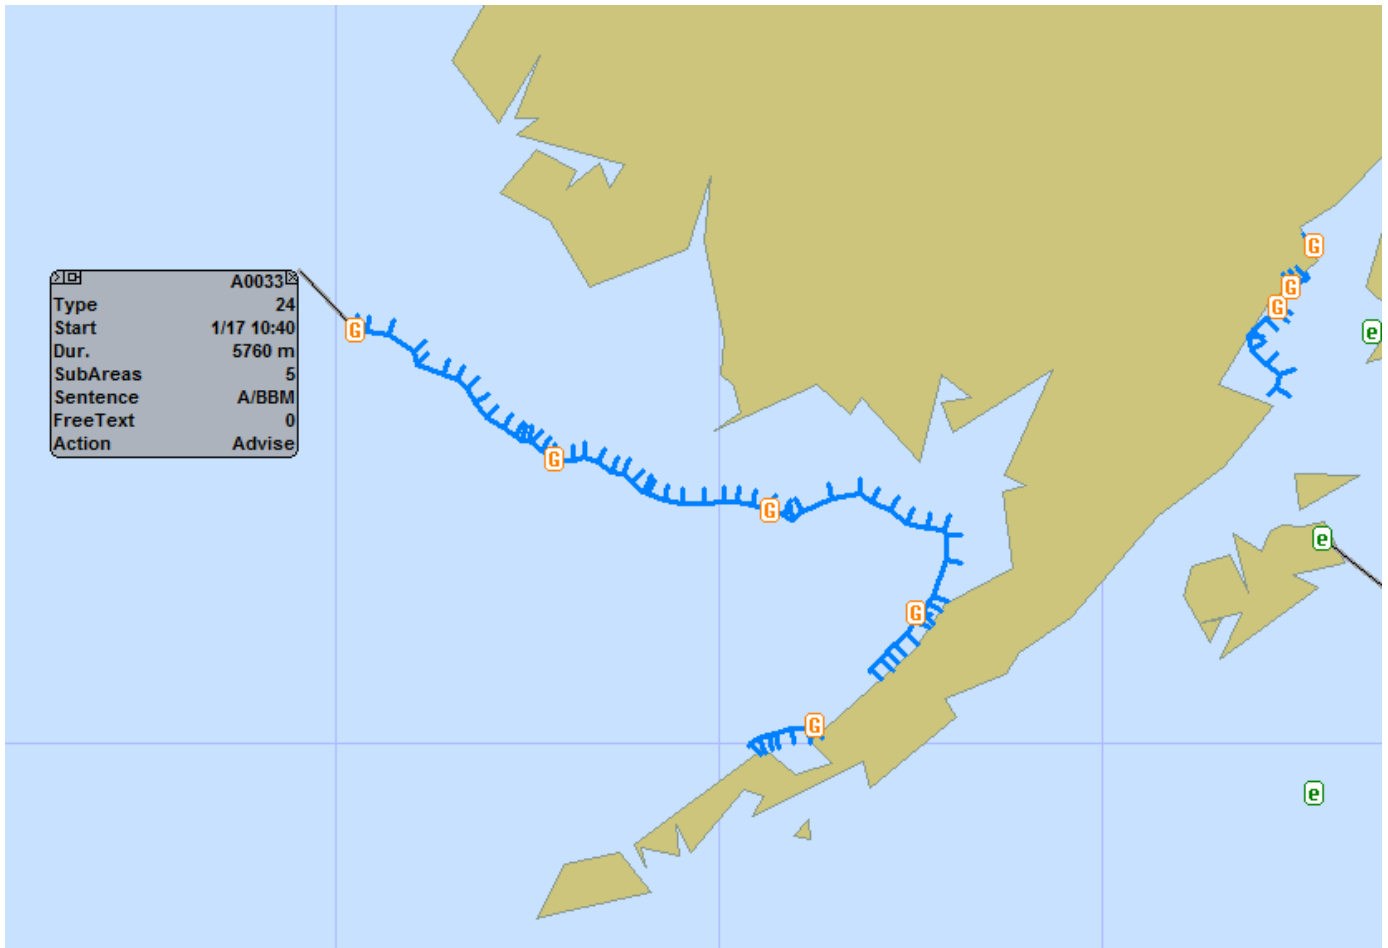 A0033
Type 24
Start 1/17 10:40
Dur. 5760 m
SubAreas 5
Sentence A/BBM
FreeText 0
Action Advise
G
G
G
G
e
G
G
e
G
G
e